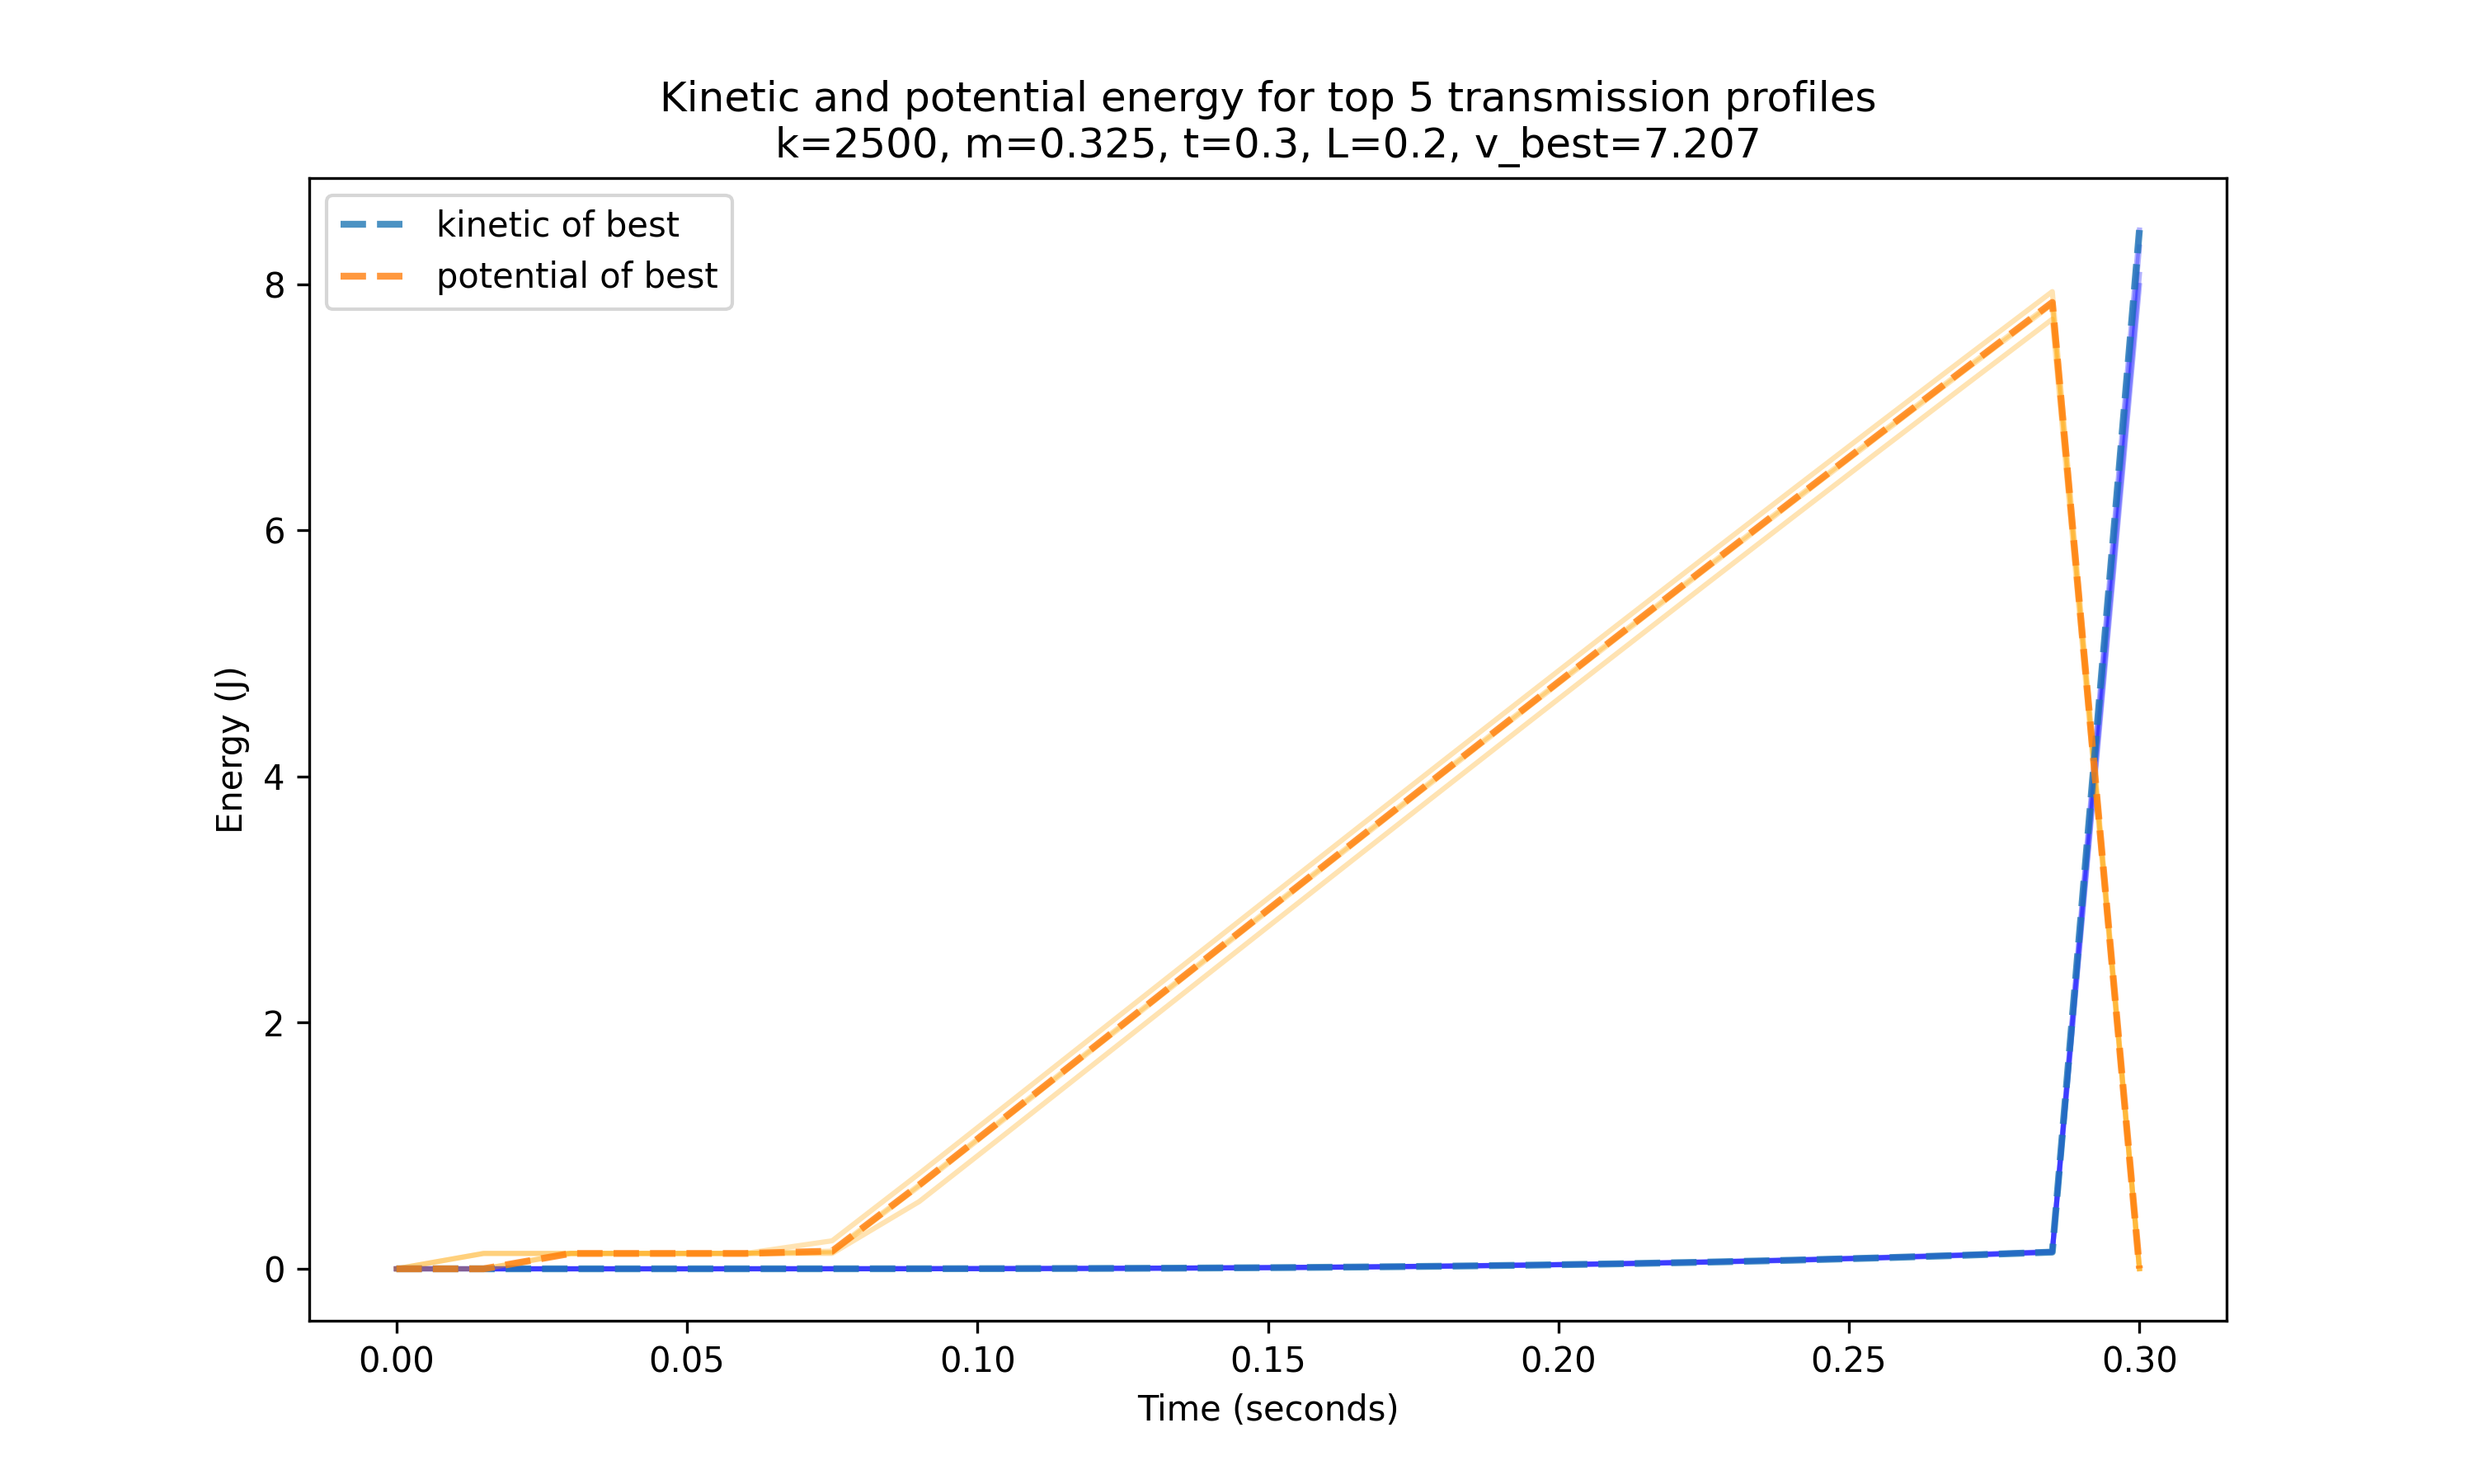 Kinetic and potential energy for top 5 transmission profiles
k=2500, m=0.325, t=0.3, L=0.2, v_best=7.207
kinetic of best
potential of best
8
6
4
2
0
Energy (J)
0.00 0.05 0.10 0.15 0.20 0.25 0.30
Time (seconds)